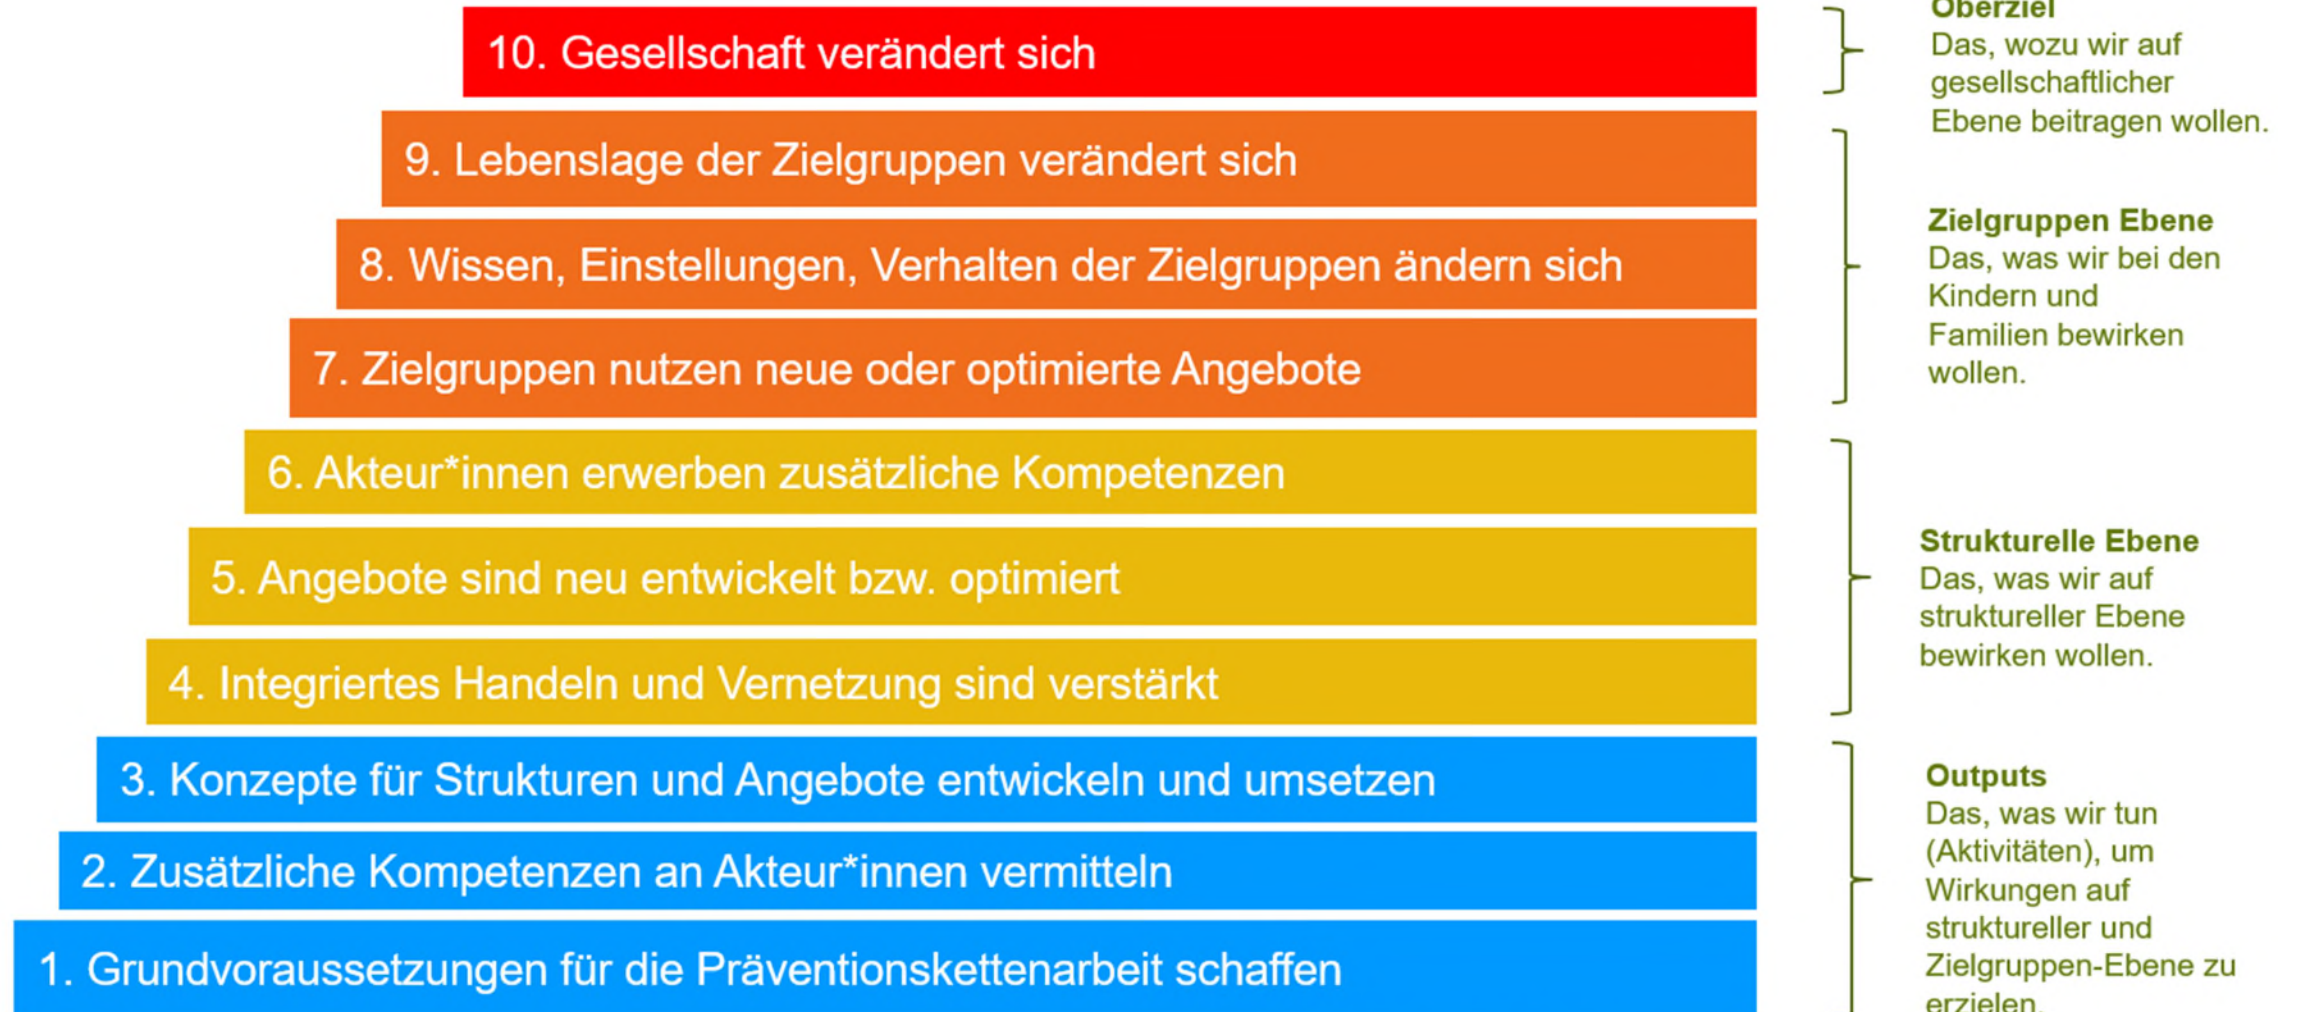 10. Gesellschaft verändert sich
9. Lebenslage der Zielgruppen verändert sich
8. Wissen, Einstellungen, Verhalten der Zielgruppen ändern sich
7. Zielgruppen nutzen neue oder optimierte Angebote
6. Akteur*innen erwerben zusätzliche Kompetenzen
5. Angebote sind neu entwickelt bzw. optimiert
4. Integriertes Handeln und Vernetzung sind verstärkt
3. Konzepte für Strukturen und Angebote entwickeln und umsetzen
2. Zusätzliche Kompetenzen an Akteur*innen vermitteln
1. Grundvoraussetzungen für die Präventionskettenarbeit schaffen
Oberziel
Das, wozu wir auf
gesellschaftlicher
Ebene beitragen wollen.
Zielgruppen Ebene
Das, was wir bei den
Kindern und
Familien bewirken
wollen.
Strukturelle Ebene
Das, was wir auf
struktureller Ebene
bewirken wollen.
Outputs
Das, was wir tun
(Aktivitäten), um
Wirkungen auf
struktureller und
Zielgruppen-Ebene zu
erzielen.